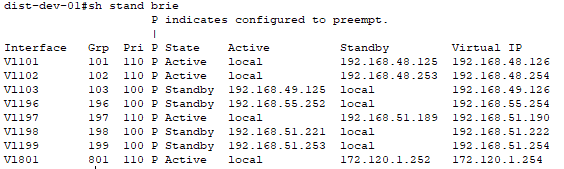 dist-dev-01#sh stand brie
P indicates configured to preempt.
|
Interface Grp Pri P State Active Standby Virtual IP
Vl101 101 110 P Active local 192.168.48.125 192.168.48.126
Vl102 102 110 P Active local 192.168.48.253 192.168.48.254
Vl103 103 100 P Standby 192.168.49.125 local 192.168.49.126
Vl196 196 100 P Standby 192.168.55.252 local 192.168.55.254
Vl197 197 110 P Active local 192.168.51.189 192.168.51.190
Vl198 198 100 P Standby 192.168.51.221 local 192.168.51.222
Vl199 199 100 P Standby 192.168.51.253 local 192.168.51.254
Vl801 801 110 P Active local 172.120.1.252 172.120.1.254